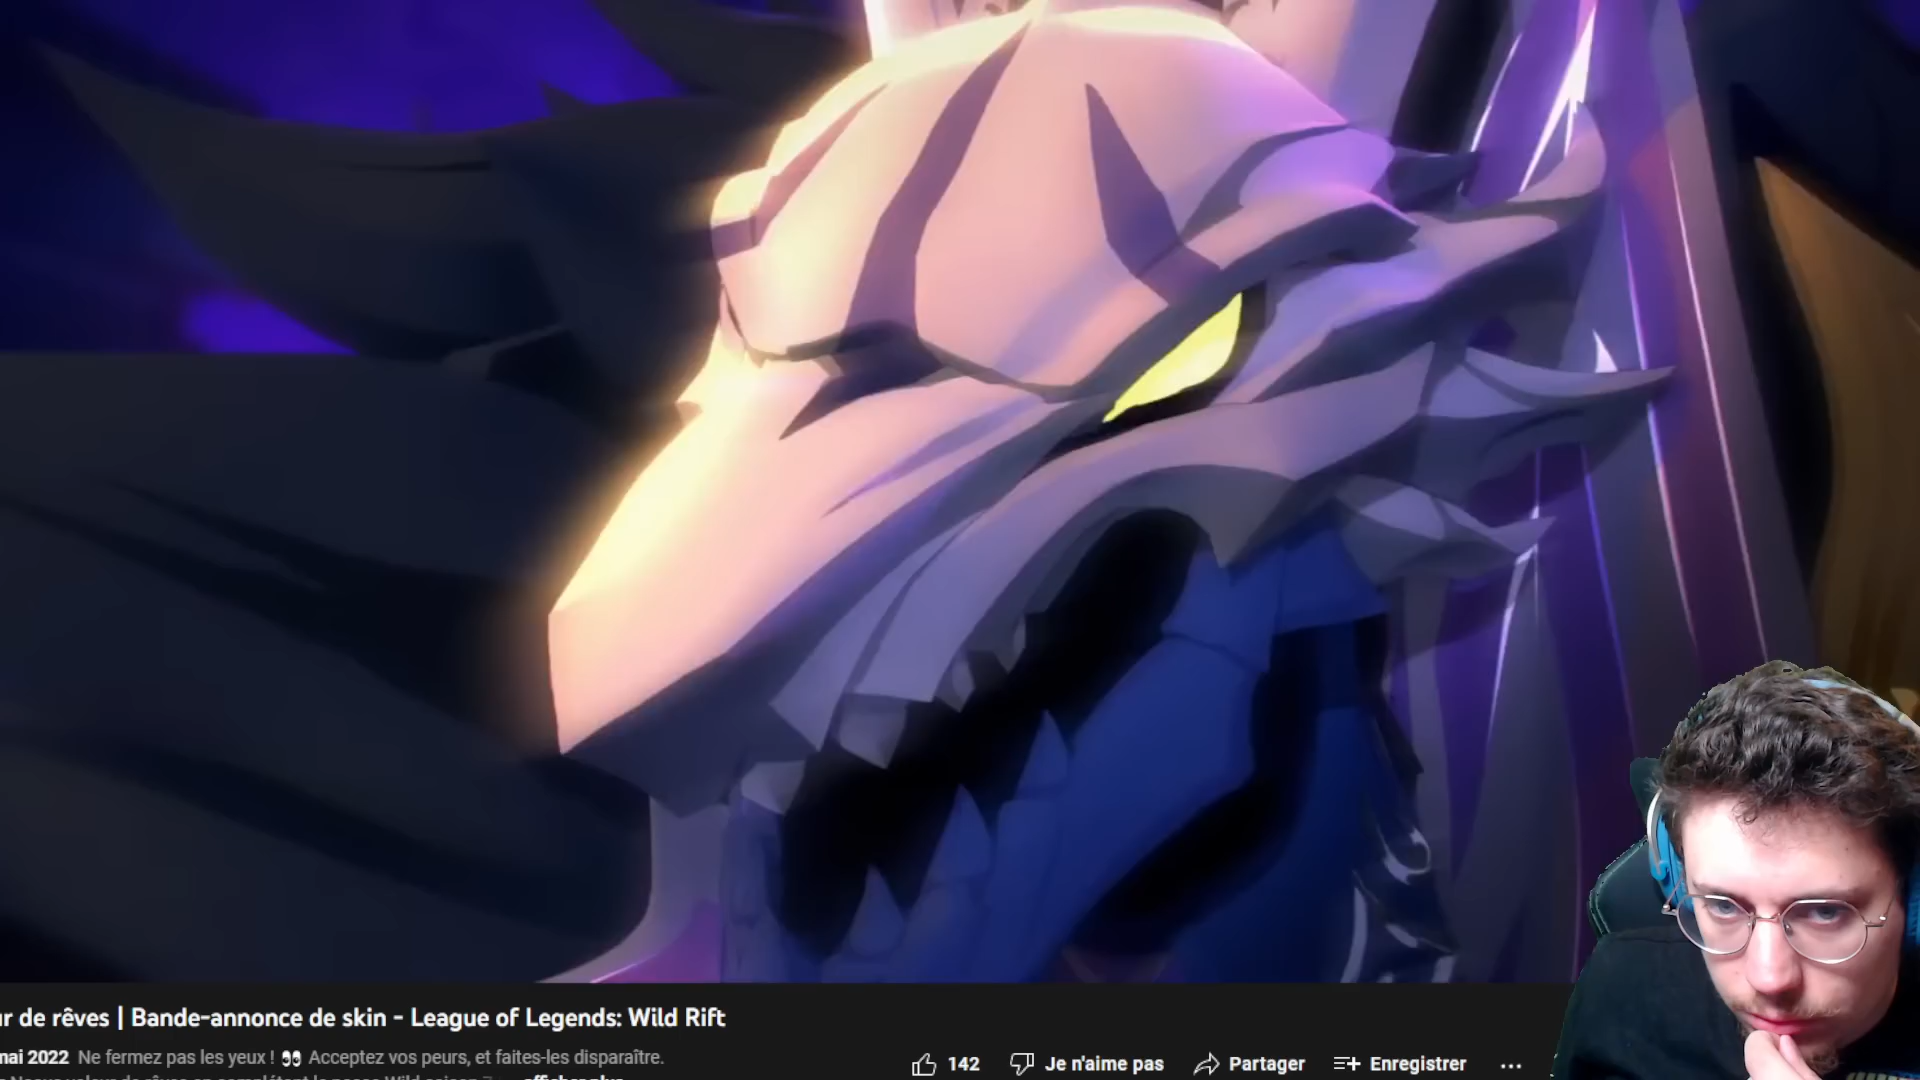 de rêves | Bande-annonce de skin - League of Legends: Wild Rift
mai 2022 Ne fermez pas les yeux ! 👀 Acceptez vos peurs, et faites-les disparaître.
142 Je n'aime pas Partager Enregistrer ...